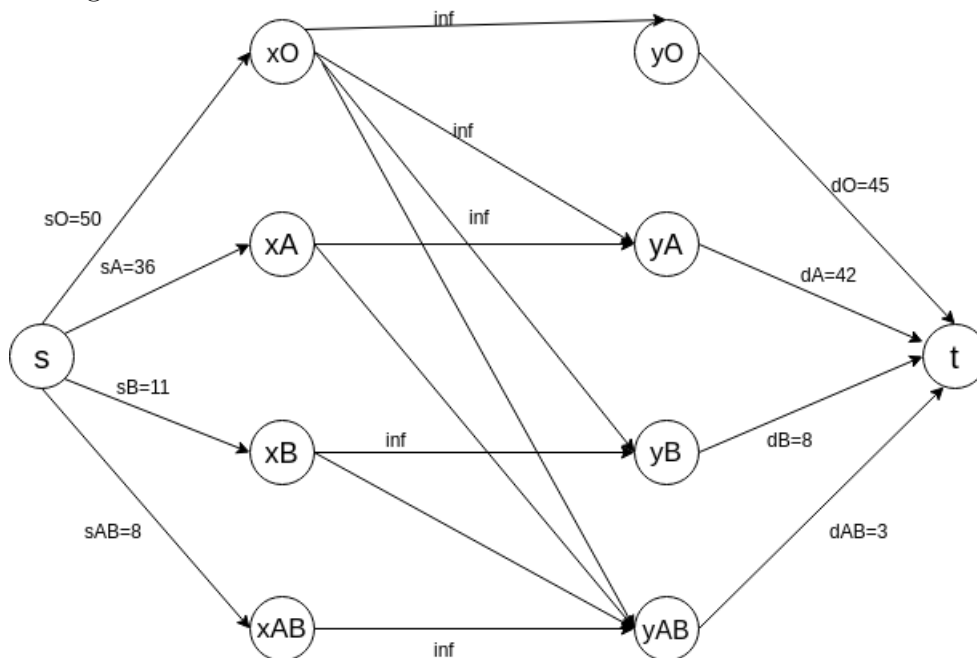 inf
xO
yO
inf
dO=45
sO=50
inf
xA
yA
sA=36
dA=42
s
t
sB=11
inf
dB=8
xB
yB
sAB=8
dAB=3
xAB
yAB
inf